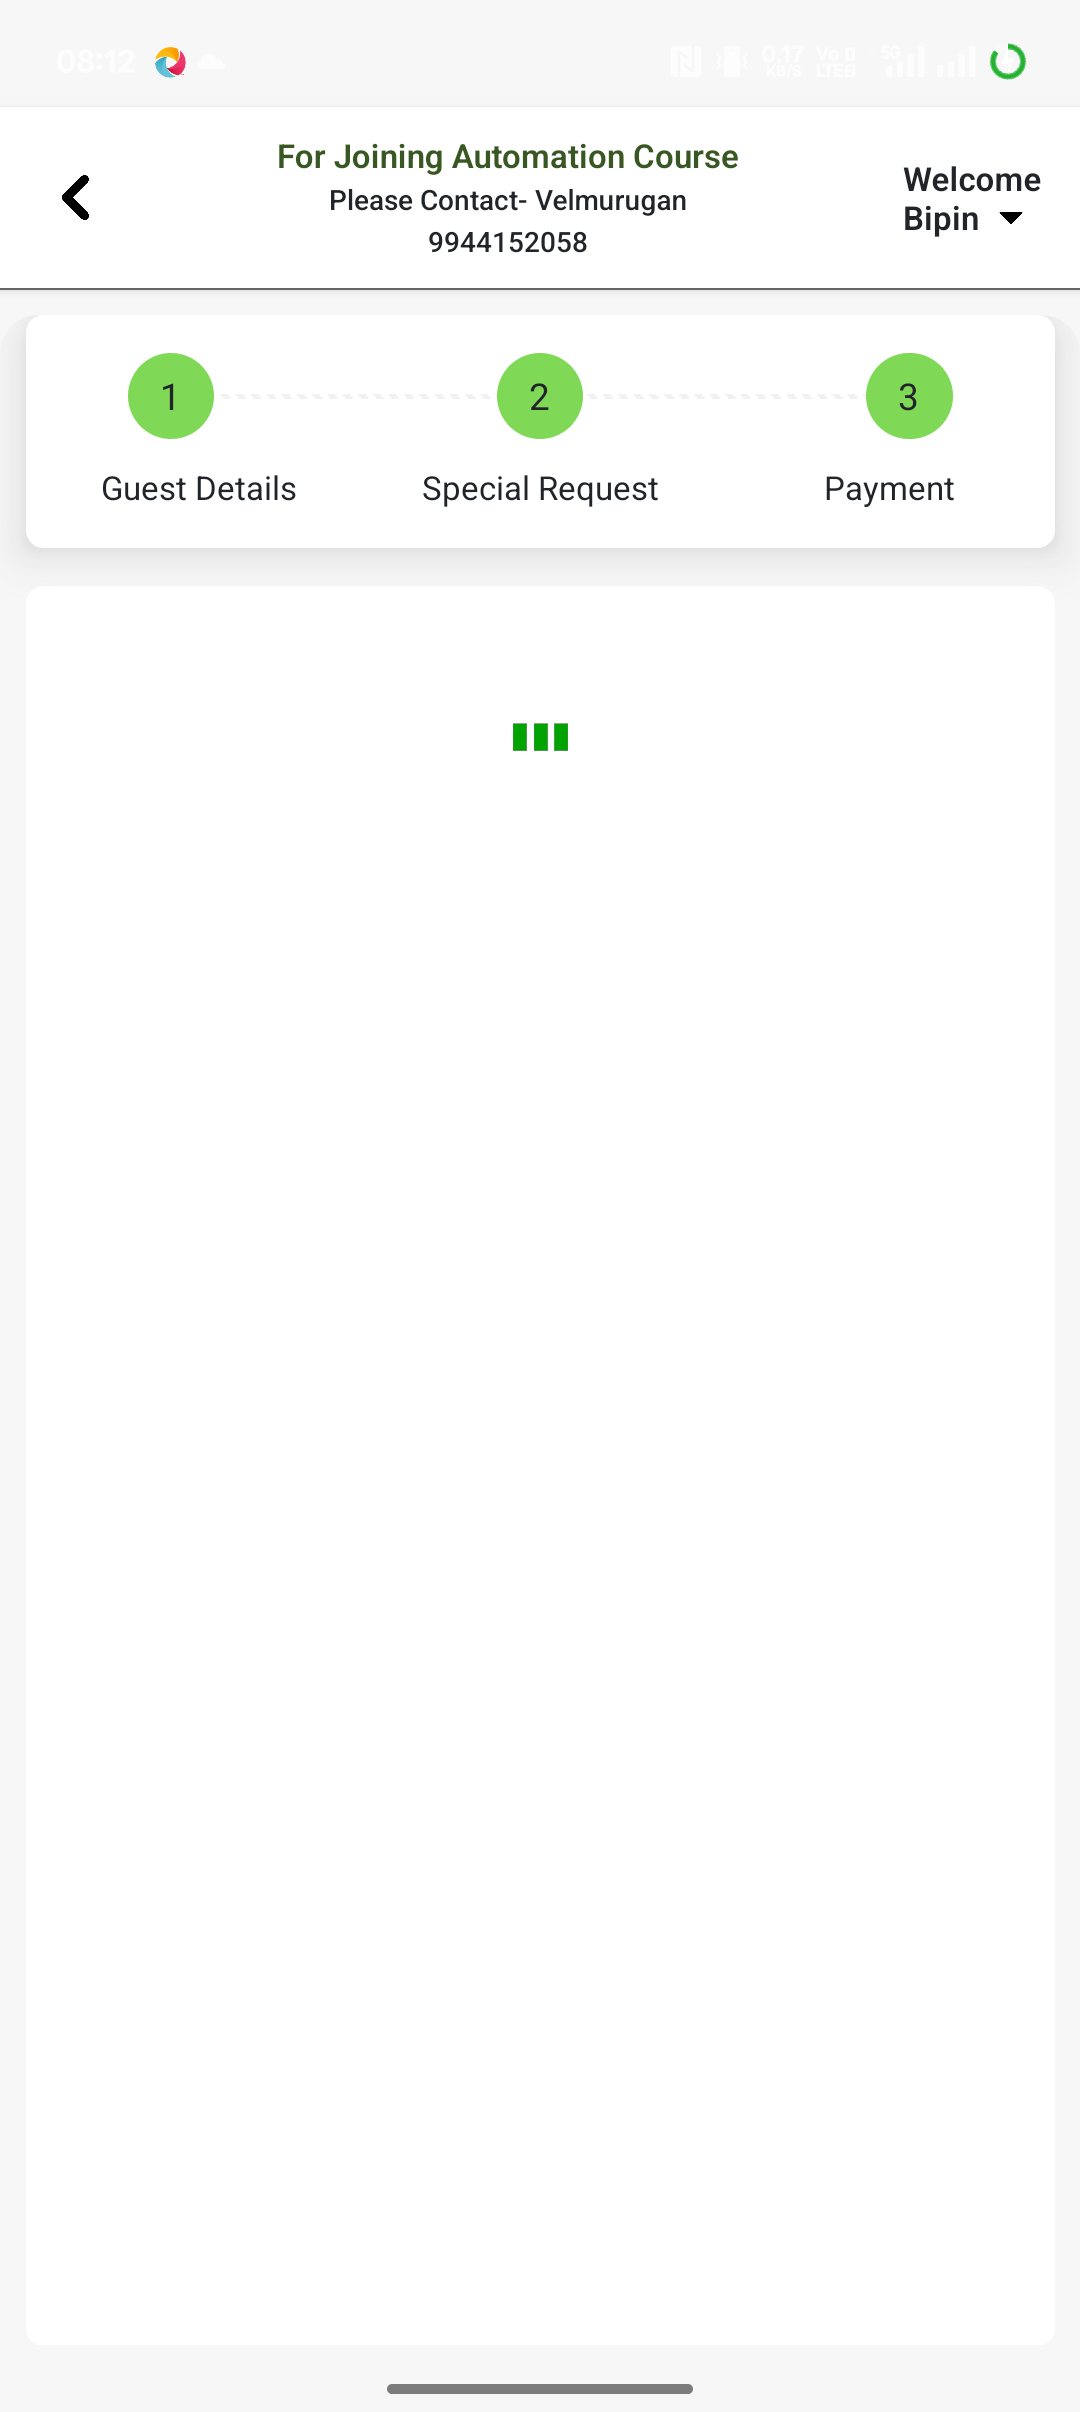 08:12
0.17
KB/S
Vo
LTE
5G
For Joining Automation Course
Please Contact- Velmurugan
9944152058
Welcome
Bipin
1
2
3
Guest Details
Special Request
Payment